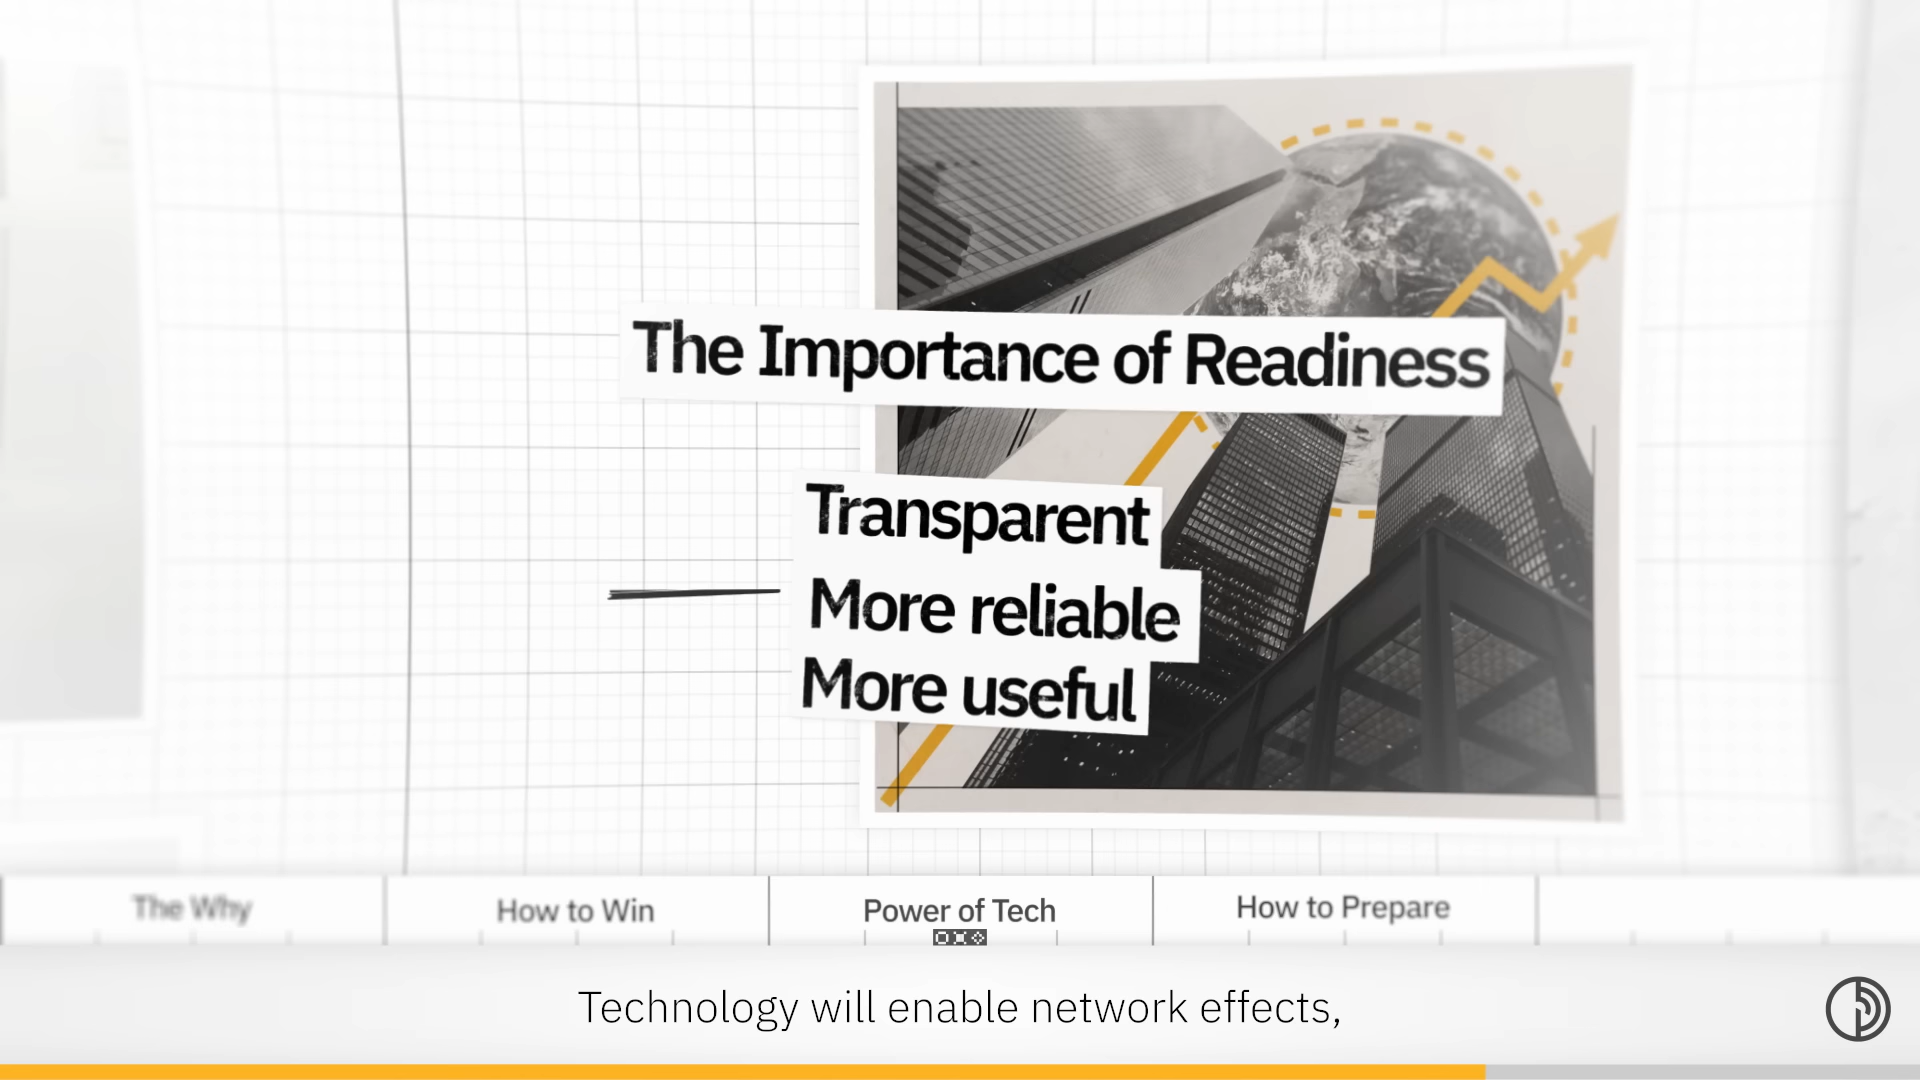 The Importance of Readiness
Transparent
More reliable
More useful
The Why
How to Win
Power of Tech
How to Prepare
Technology will enable network effects,